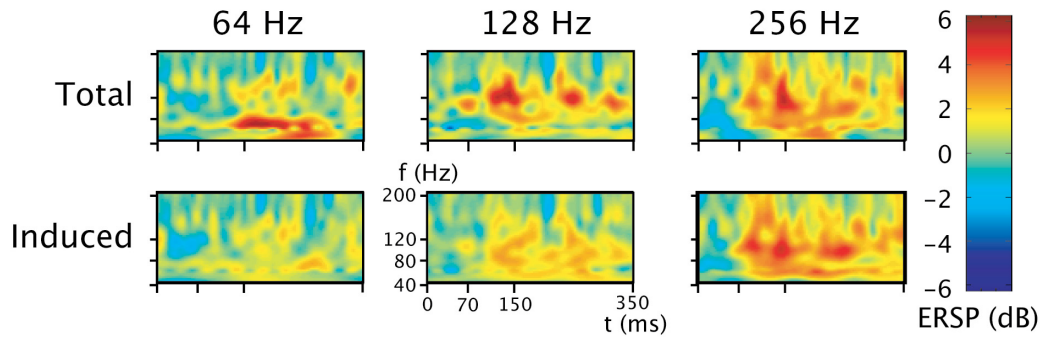 64 Hz
128 Hz
256 Hz
Total
Induced
f (Hz)
200
120
80
40
0
70
150
350
t (ms)
6
4
2
0
−2
−4
−6
ERSP (dB)